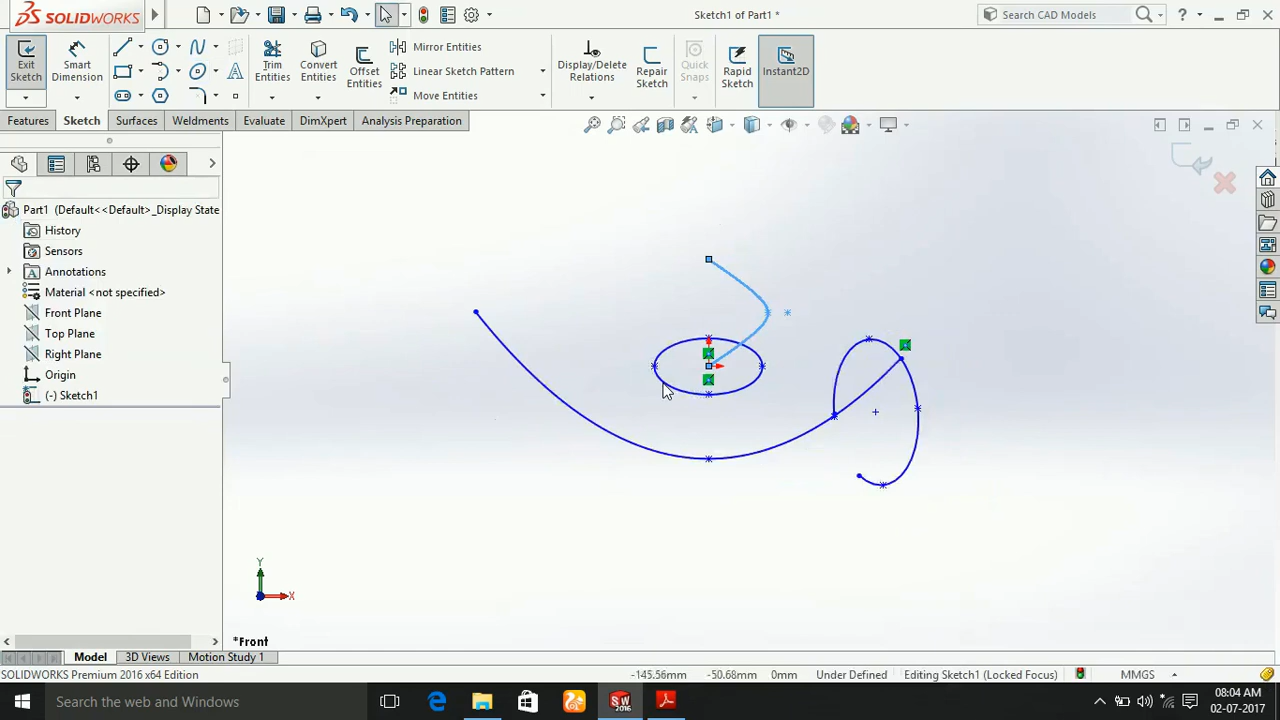 SOLIDWORKS
Sketch1 of Part1 *
Search CAD Models
?
Exit Sketch
Smart Dimension
Trim Entities
Convert Entities
Offset Entities
Mirror Entities
Linear Sketch Pattern
Move Entities
Display/Delete Relations
Repair Sketch
Quick Snaps
Rapid Sketch
Instant2D
Features
Sketch
Surfaces
Weldments
Evaluate
DimXpert
Analysis Preparation
Part1 (Default<<Default>_Display State
History
Sensors
Annotations
Material <not specified>
Front Plane
Top Plane
Right Plane
Origin
(-) Sketch1
Y
X
*Front
Model
3D Views
Motion Study 1
SOLIDWORKS Premium 2016 x64 Edition
-145.56mm
-50.68mm
0mm
Under Defined
Editing Sketch1 (Locked Focus)
MMGS
Search the web and Windows
SW
2016
08:04 AM
02-07-2017